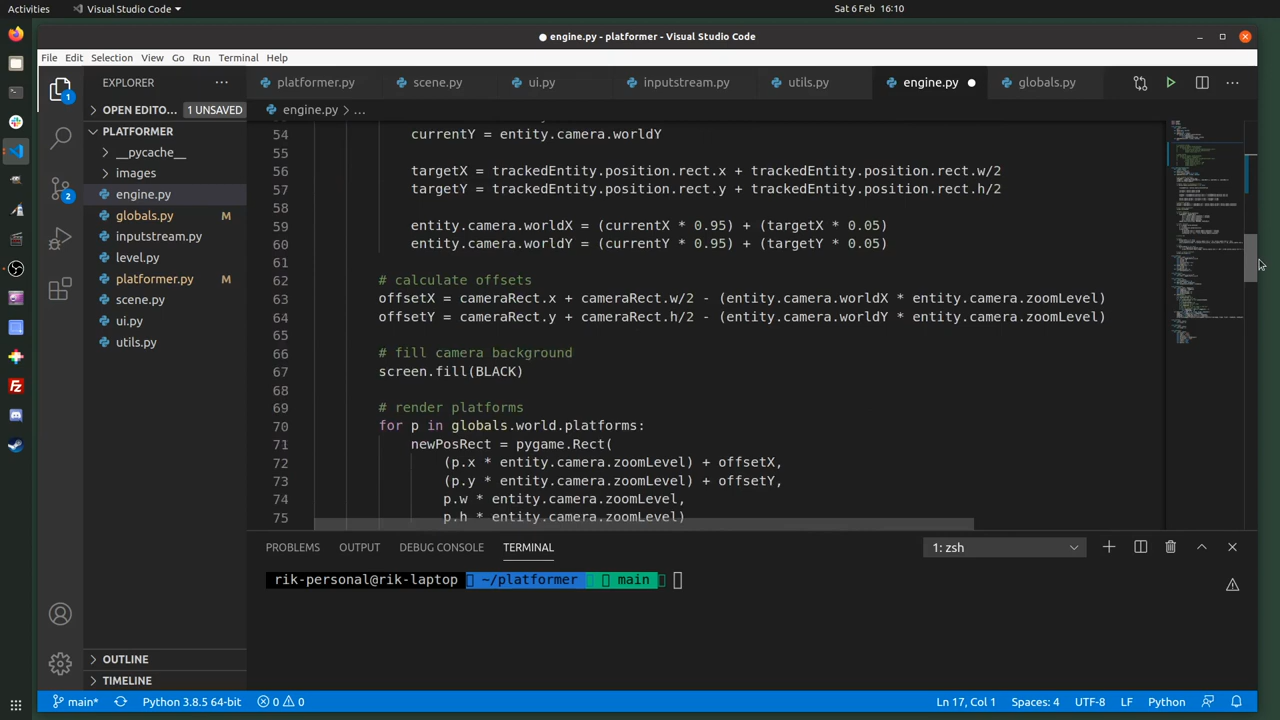 Activities
Visual Studio Code
Sat 6 Feb 16:10
engine.py - platformer - Visual Studio Code
File Edit Selection View Go Run Terminal Help
EXPLORER
platformer.py
scene.py
ui.py
inputstream.py
utils.py
engine.py
globals.py
OPEN EDITO... 1 UNSAVED
engine.py > ...
PLATFORMER
__pycache__
images
engine.py
globals.py M
inputstream.py
level.py
platformer.py M
scene.py
ui.py
utils.py
1
2
54 currentY = entity.camera.worldY
55
56 targetX = trackedEntity.position.rect.x + trackedEntity.position.rect.w/2
57 targetY = trackedEntity.position.rect.y + trackedEntity.position.rect.h/2
58
59 entity.camera.worldX = (currentX * 0.95) + (targetX * 0.05)
60 entity.camera.worldY = (currentY * 0.95) + (targetY * 0.05)
61
62 # calculate offsets
63 offsetX = cameraRect.x + cameraRect.w/2 - (entity.camera.worldX * entity.camera.zoomLevel)
64 offsetY = cameraRect.y + cameraRect.h/2 - (entity.camera.worldY * entity.camera.zoomLevel)
65
66 # fill camera background
67 screen.fill(BLACK)
68
69 # render platforms
70 for p in globals.world.platforms:
71 newPosRect = pygame.Rect(
72 (p.x * entity.camera.zoomLevel) + offsetX,
73 (p.y * entity.camera.zoomLevel) + offsetY,
74 p.w * entity.camera.zoomLevel,
75 p.h * entity.camera.zoomLevel)
PROBLEMS OUTPUT DEBUG CONSOLE TERMINAL
1: zsh
rik-personal@rik-laptop ~/platformer main
OUTLINE
TIMELINE
main* Python 3.8.5 64-bit 0 0
Ln 17, Col 1 Spaces: 4 UTF-8 LF Python